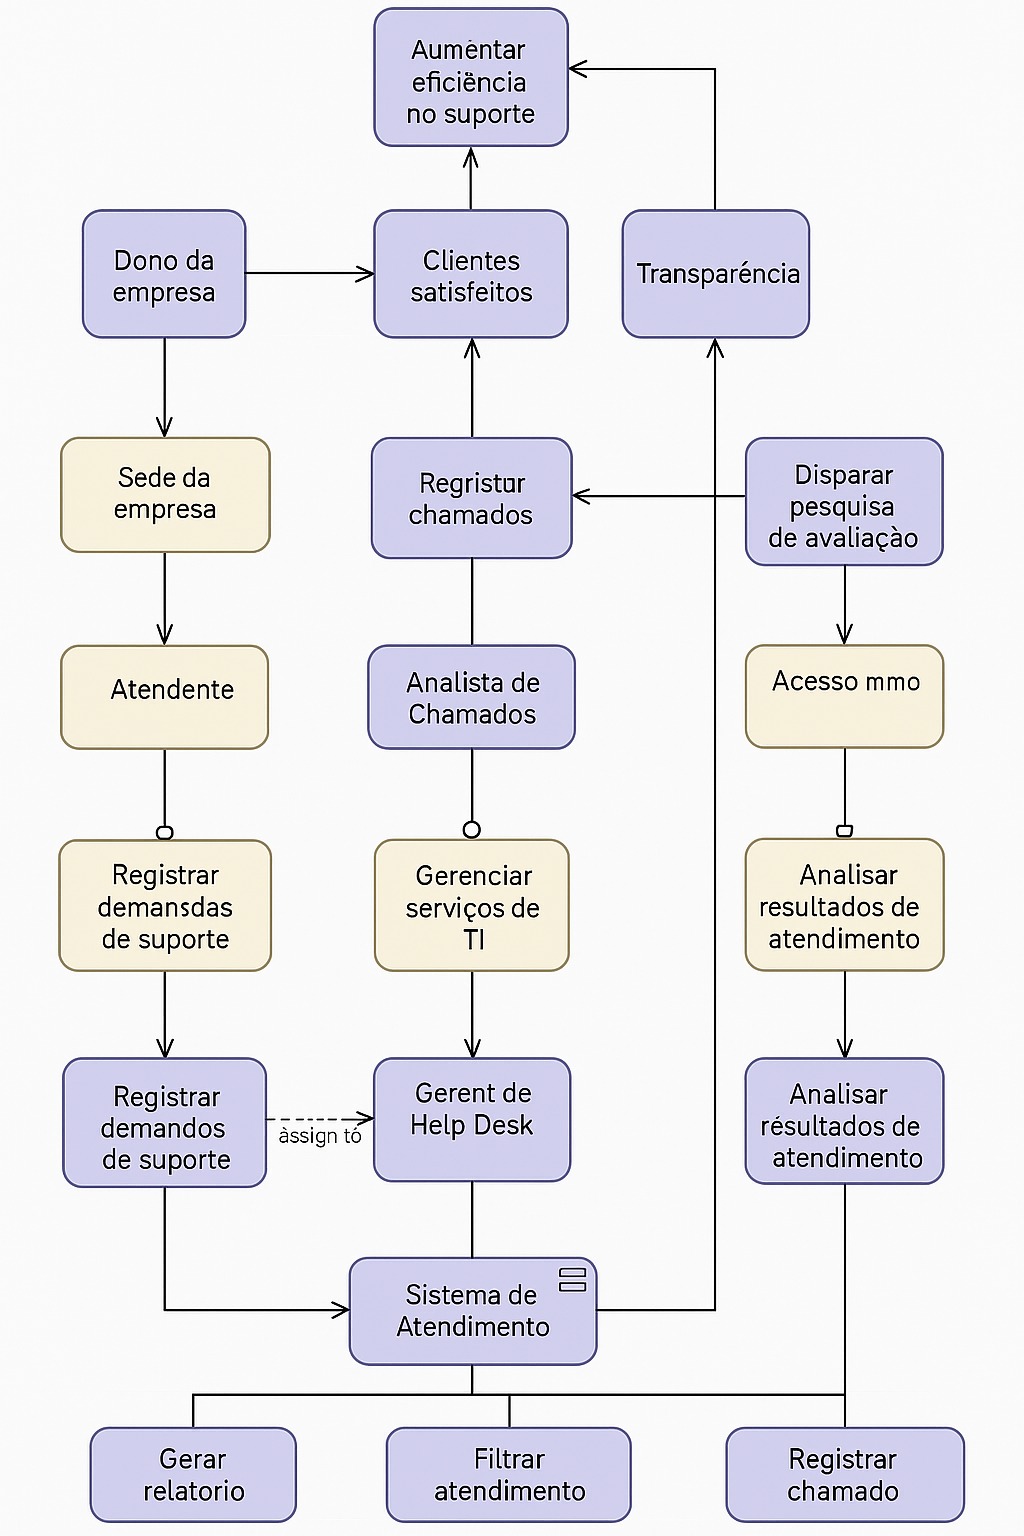 Aumentar
eficiência
no suporte
Dono da
empresa
Clientes
satisfeitos
Transparéncia
Sede da
empresa
Regristur
chamados
Disparar
pesquisa
de avaliaçào
Atendente
Analista de
Chamados
Acesso mmo
Registrar
demansdas
de suporte
Gerenciar
serviços de
TI
Analisar
resultados de
atendimento
Registrar
demandos
de suporte
àssign tó
Gerent de
Help Desk
Analisar
résultados de
atendimento
Sistema de
Atendimento
Gerar
relatorio
Filtrar
atendimento
Registrar
chamado